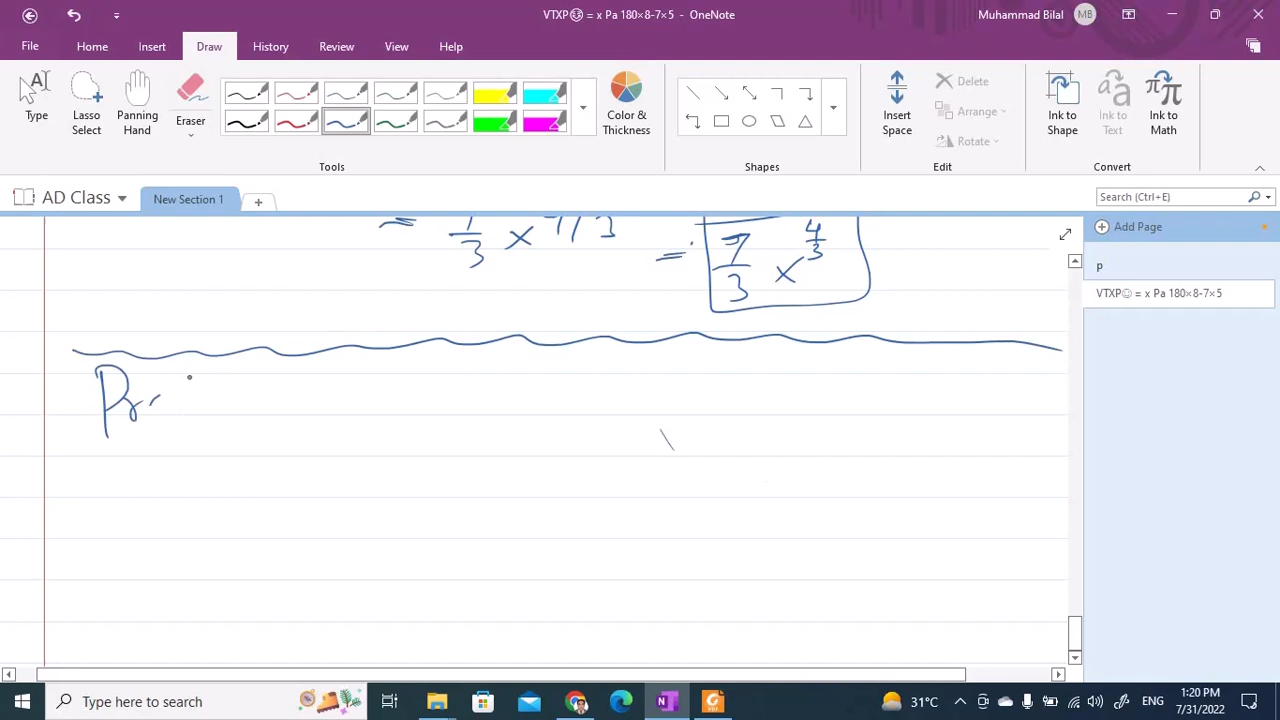 VTXP☺ = x Pa 180×8-7×5 - OneNote
Muhammad Bilal
MB
File
Home
Insert
Draw
History
Review
View
Help
Type
Lasso Select
Panning Hand
Eraser
Color & Thickness
Insert Space
Delete
Arrange
Rotate
Ink to Shape
Ink to Text
Ink to Math
Tools
Shapes
Edit
Convert
AD Class
New Section 1
Search (Ctrl+E)
Add Page
p
VTXP☺ = x Pa 180×8-7×5
= 7/3 x 4/3
Pr
Type here to search
31°C
ENG
1:20 PM
7/31/2022